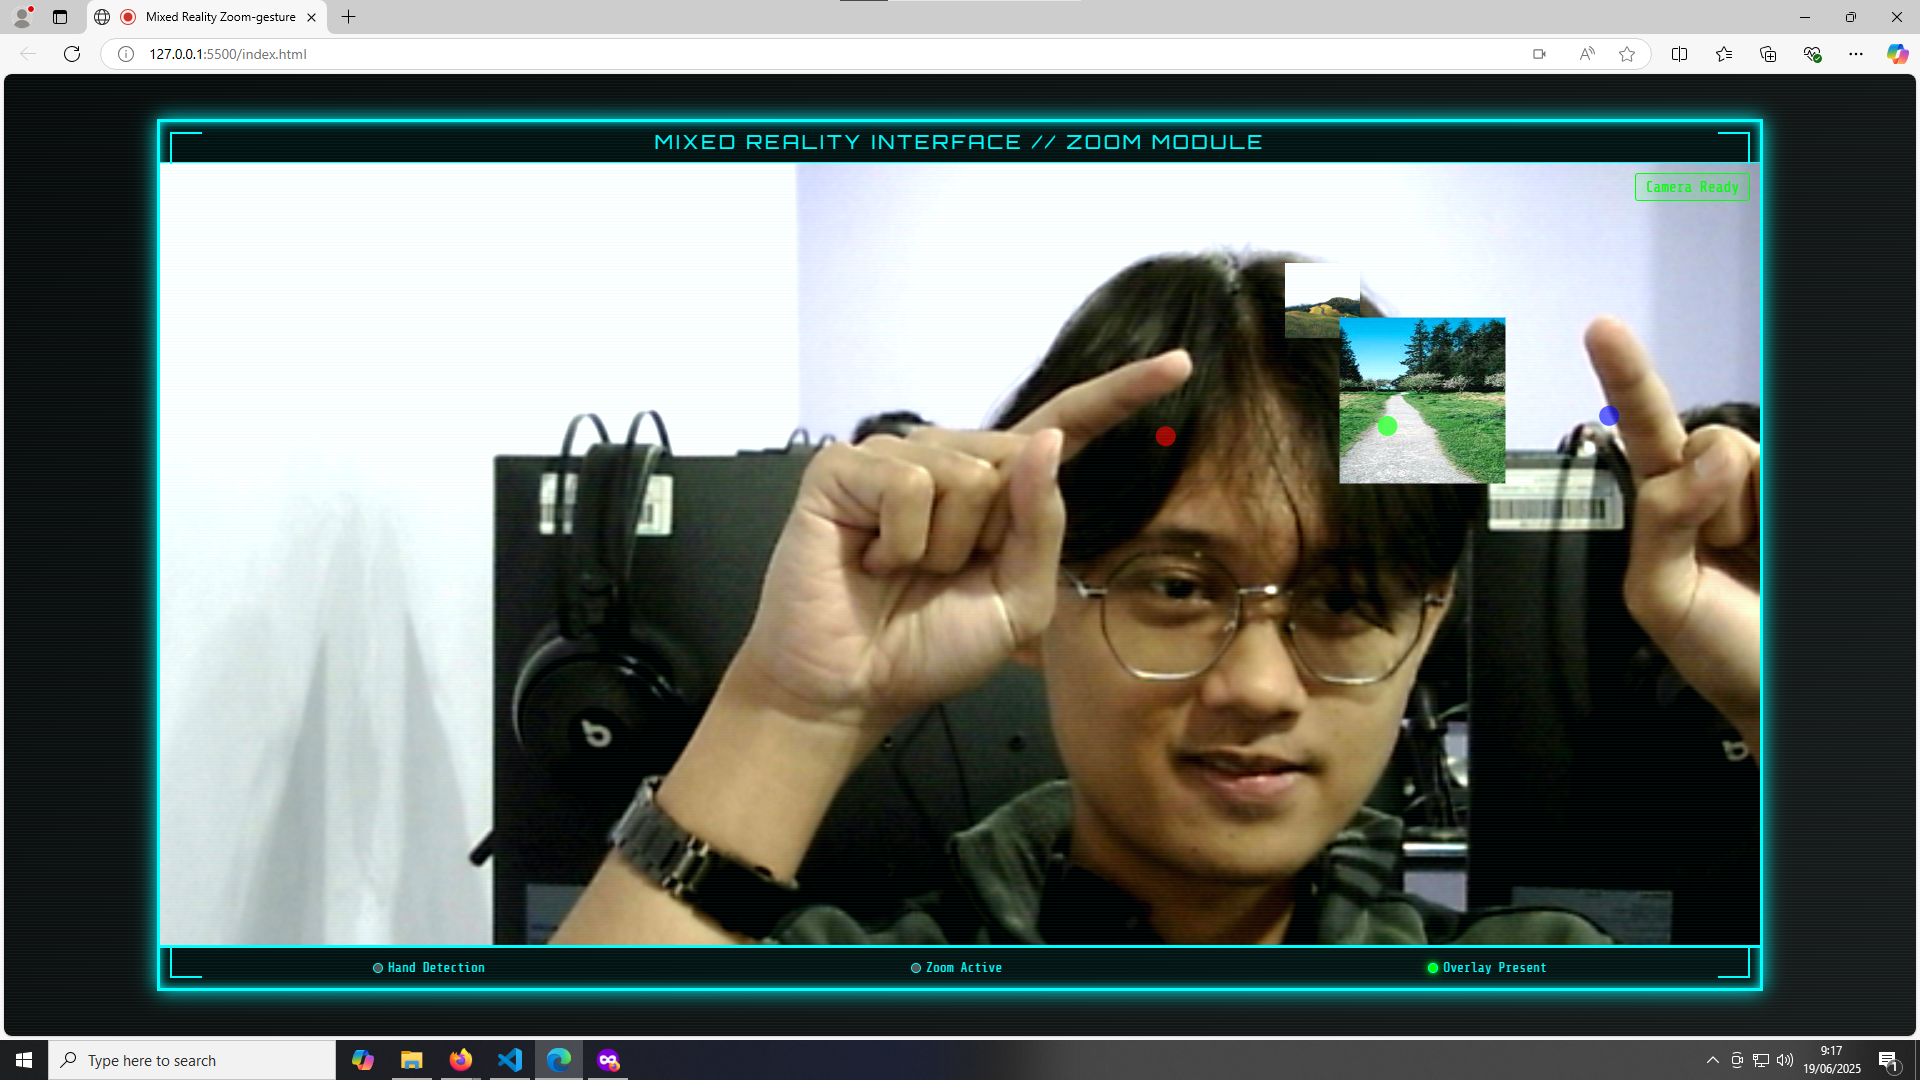 Mixed Reality Zoom-gesture
127.0.0.1:5500/index.html
MIXED REALITY INTERFACE // ZOOM MODULE
Camera Ready
Hand Detection
Zoom Active
Overlay Present
Type here to search
9:17
19/06/2025
1